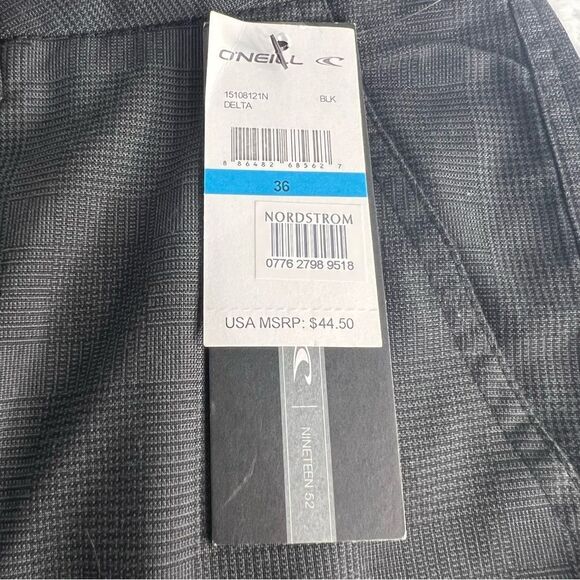 O'NEILL
15108121N BLK
DELTA
8 86482 68562 7
36
NORDSTROM
0776 2798 9518
USA MSRP: $44.50
NINETEEN 52